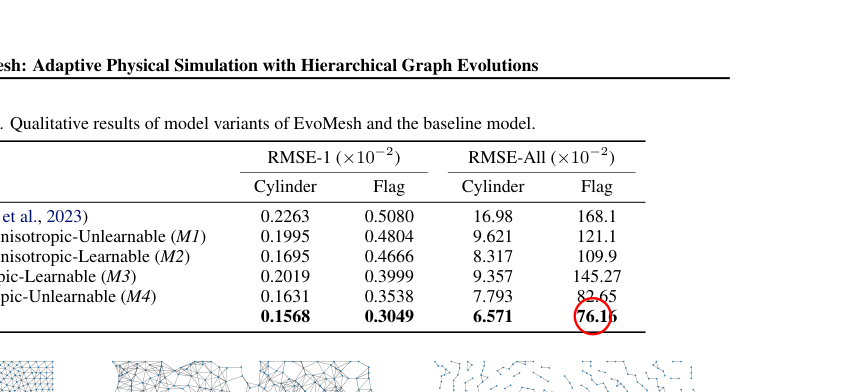 esh: Adaptive Physical Simulation with Hierarchical Graph Evolutions
. Qualitative results of model variants of EvoMesh and the baseline model.
RMSE-1 (×10⁻²) RMSE-All (×10⁻²)
Cylinder Flag Cylinder Flag
et al., 2023) 0.2263 0.5080 16.98 168.1
nisotropic-Unlearnable (M1) 0.1995 0.4804 9.621 121.1
nisotropic-Learnable (M2) 0.1695 0.4666 8.317 109.9
pic-Learnable (M3) 0.2019 0.3999 9.357 145.27
pic-Unlearnable (M4) 0.1631 0.3538 7.793 82.65
0.1568 0.3049 6.571 76.16